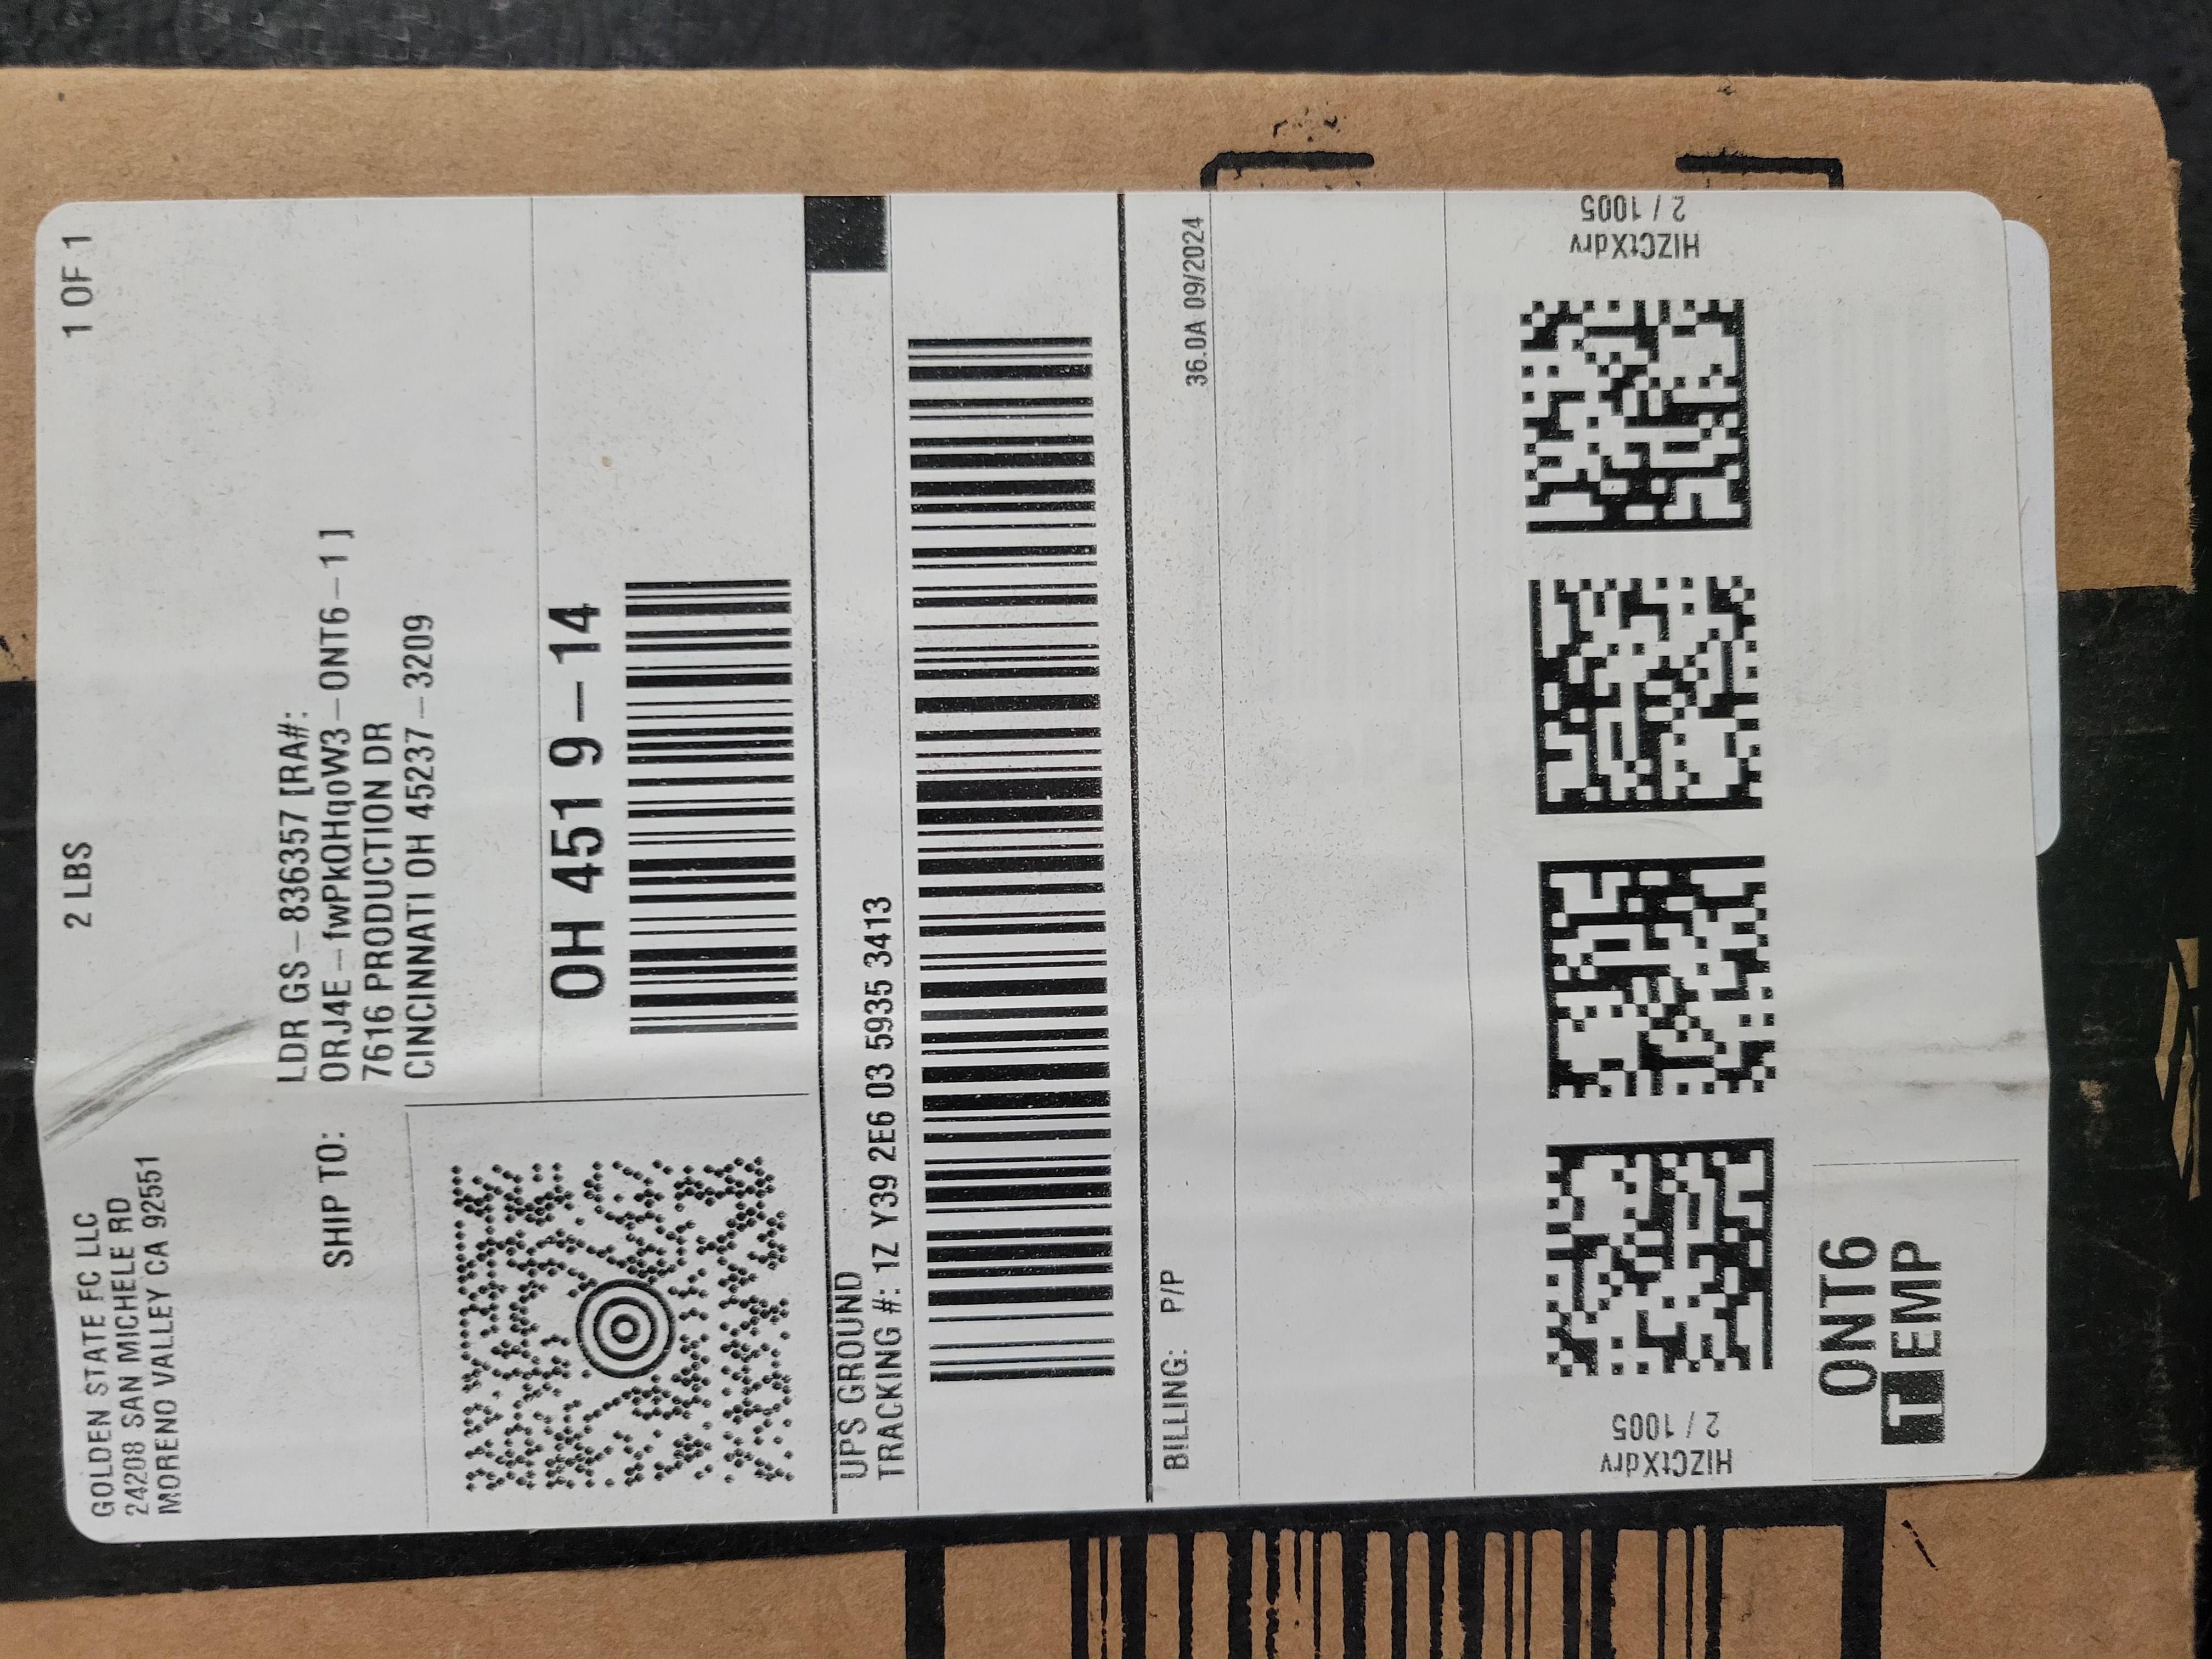 GOLDEN STATE FC LLC
24208 SAN MICHELE RD
MORENO VALLEY CA 92551
2 LBS
1 OF 1
SHIP TO:
LDR GS-836357 [RA#:
ORJ4E-fwPkQHqoW3-ONT6-1]
7616 PRODUCTION DR
CINCINNATI OH 45237-3209
OH 451 9-14
UPS GROUND
TRACKING #: 1Z Y39 2E6 03 5935 3413
BILLING: P/P
36.0A 09/2024
HIZCtXdrv
2 / 1005
HIZCtXdrv
2 / 1005
ONT6
TEMP